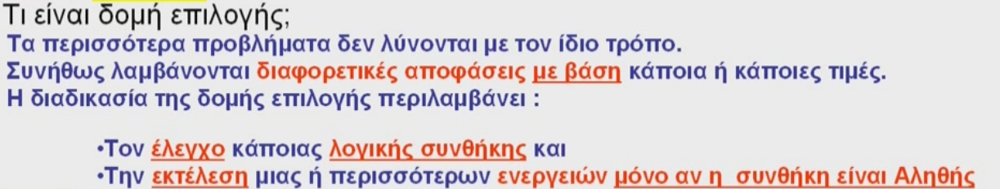 Τι είναι δομή επιλογής;
Τα περισσότερα προβλήματα δεν λύνονται με τον ίδιο τρόπο.
Συνήθως λαμβάνονται διαφορετικές αποφάσεις με βάση κάποια ή κάποιες τιμές.
Η διαδικασία της δομής επιλογής περιλαμβάνει :
•Τον έλεγχο κάποιας λογικής συνθήκης και
•Την εκτέλεση μιας ή περισσότερων ενεργειών μόνο αν η συνθήκη είναι Αληθής